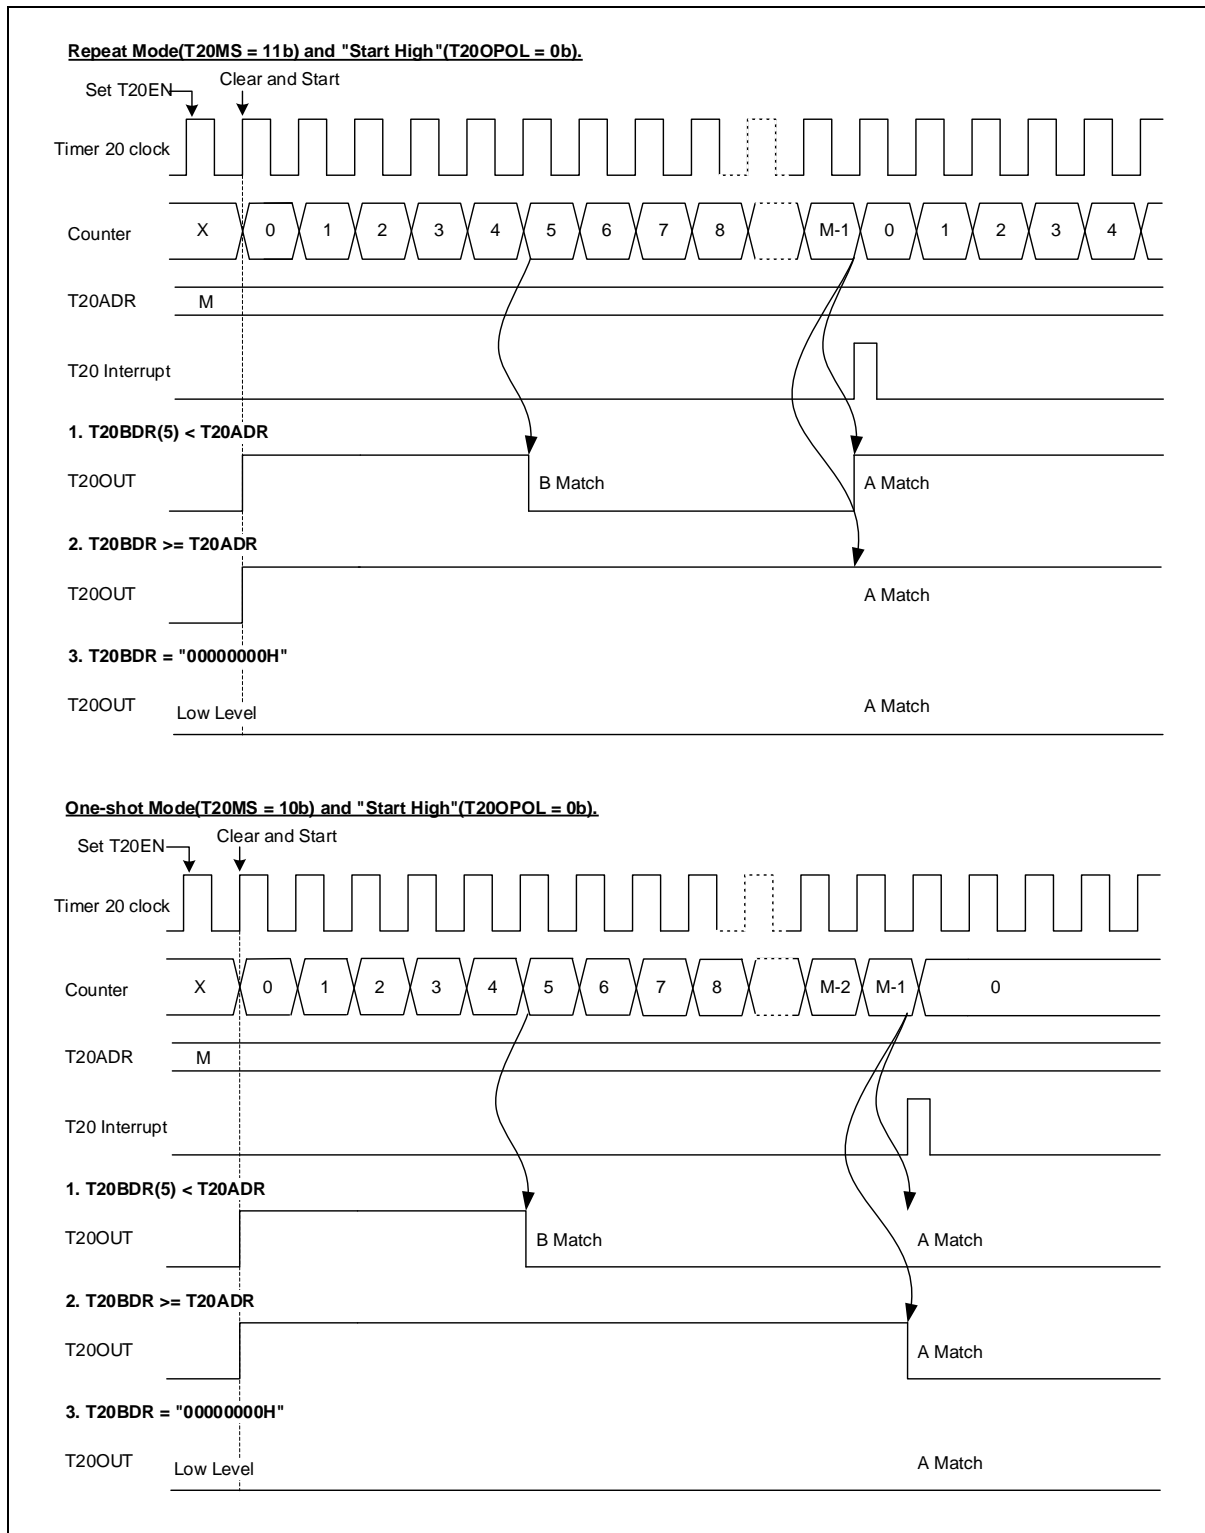 Repeat Mode(T20MS = 11b) and "Start High"(T20OPOL = 0b).
Set T20EN
Clear and Start
Timer 20 clock
Counter X 0 1 2 3 4 5 6 7 8 M-1 0 1 2 3 4
T20ADR M
T20 Interrupt
1. T20BDR(5) < T20ADR
T20OUT B Match A Match
2. T20BDR >= T20ADR
T20OUT A Match
3. T20BDR = "00000000H"
T20OUT Low Level A Match
One-shot Mode(T20MS = 10b) and "Start High"(T20OPOL = 0b).
Set T20EN
Clear and Start
Timer 20 clock
Counter X 0 1 2 3 4 5 6 7 8 M-2 M-1 0
T20ADR M
T20 Interrupt
1. T20BDR(5) < T20ADR
T20OUT B Match A Match
2. T20BDR >= T20ADR
T20OUT A Match
3. T20BDR = "00000000H"
T20OUT Low Level A Match